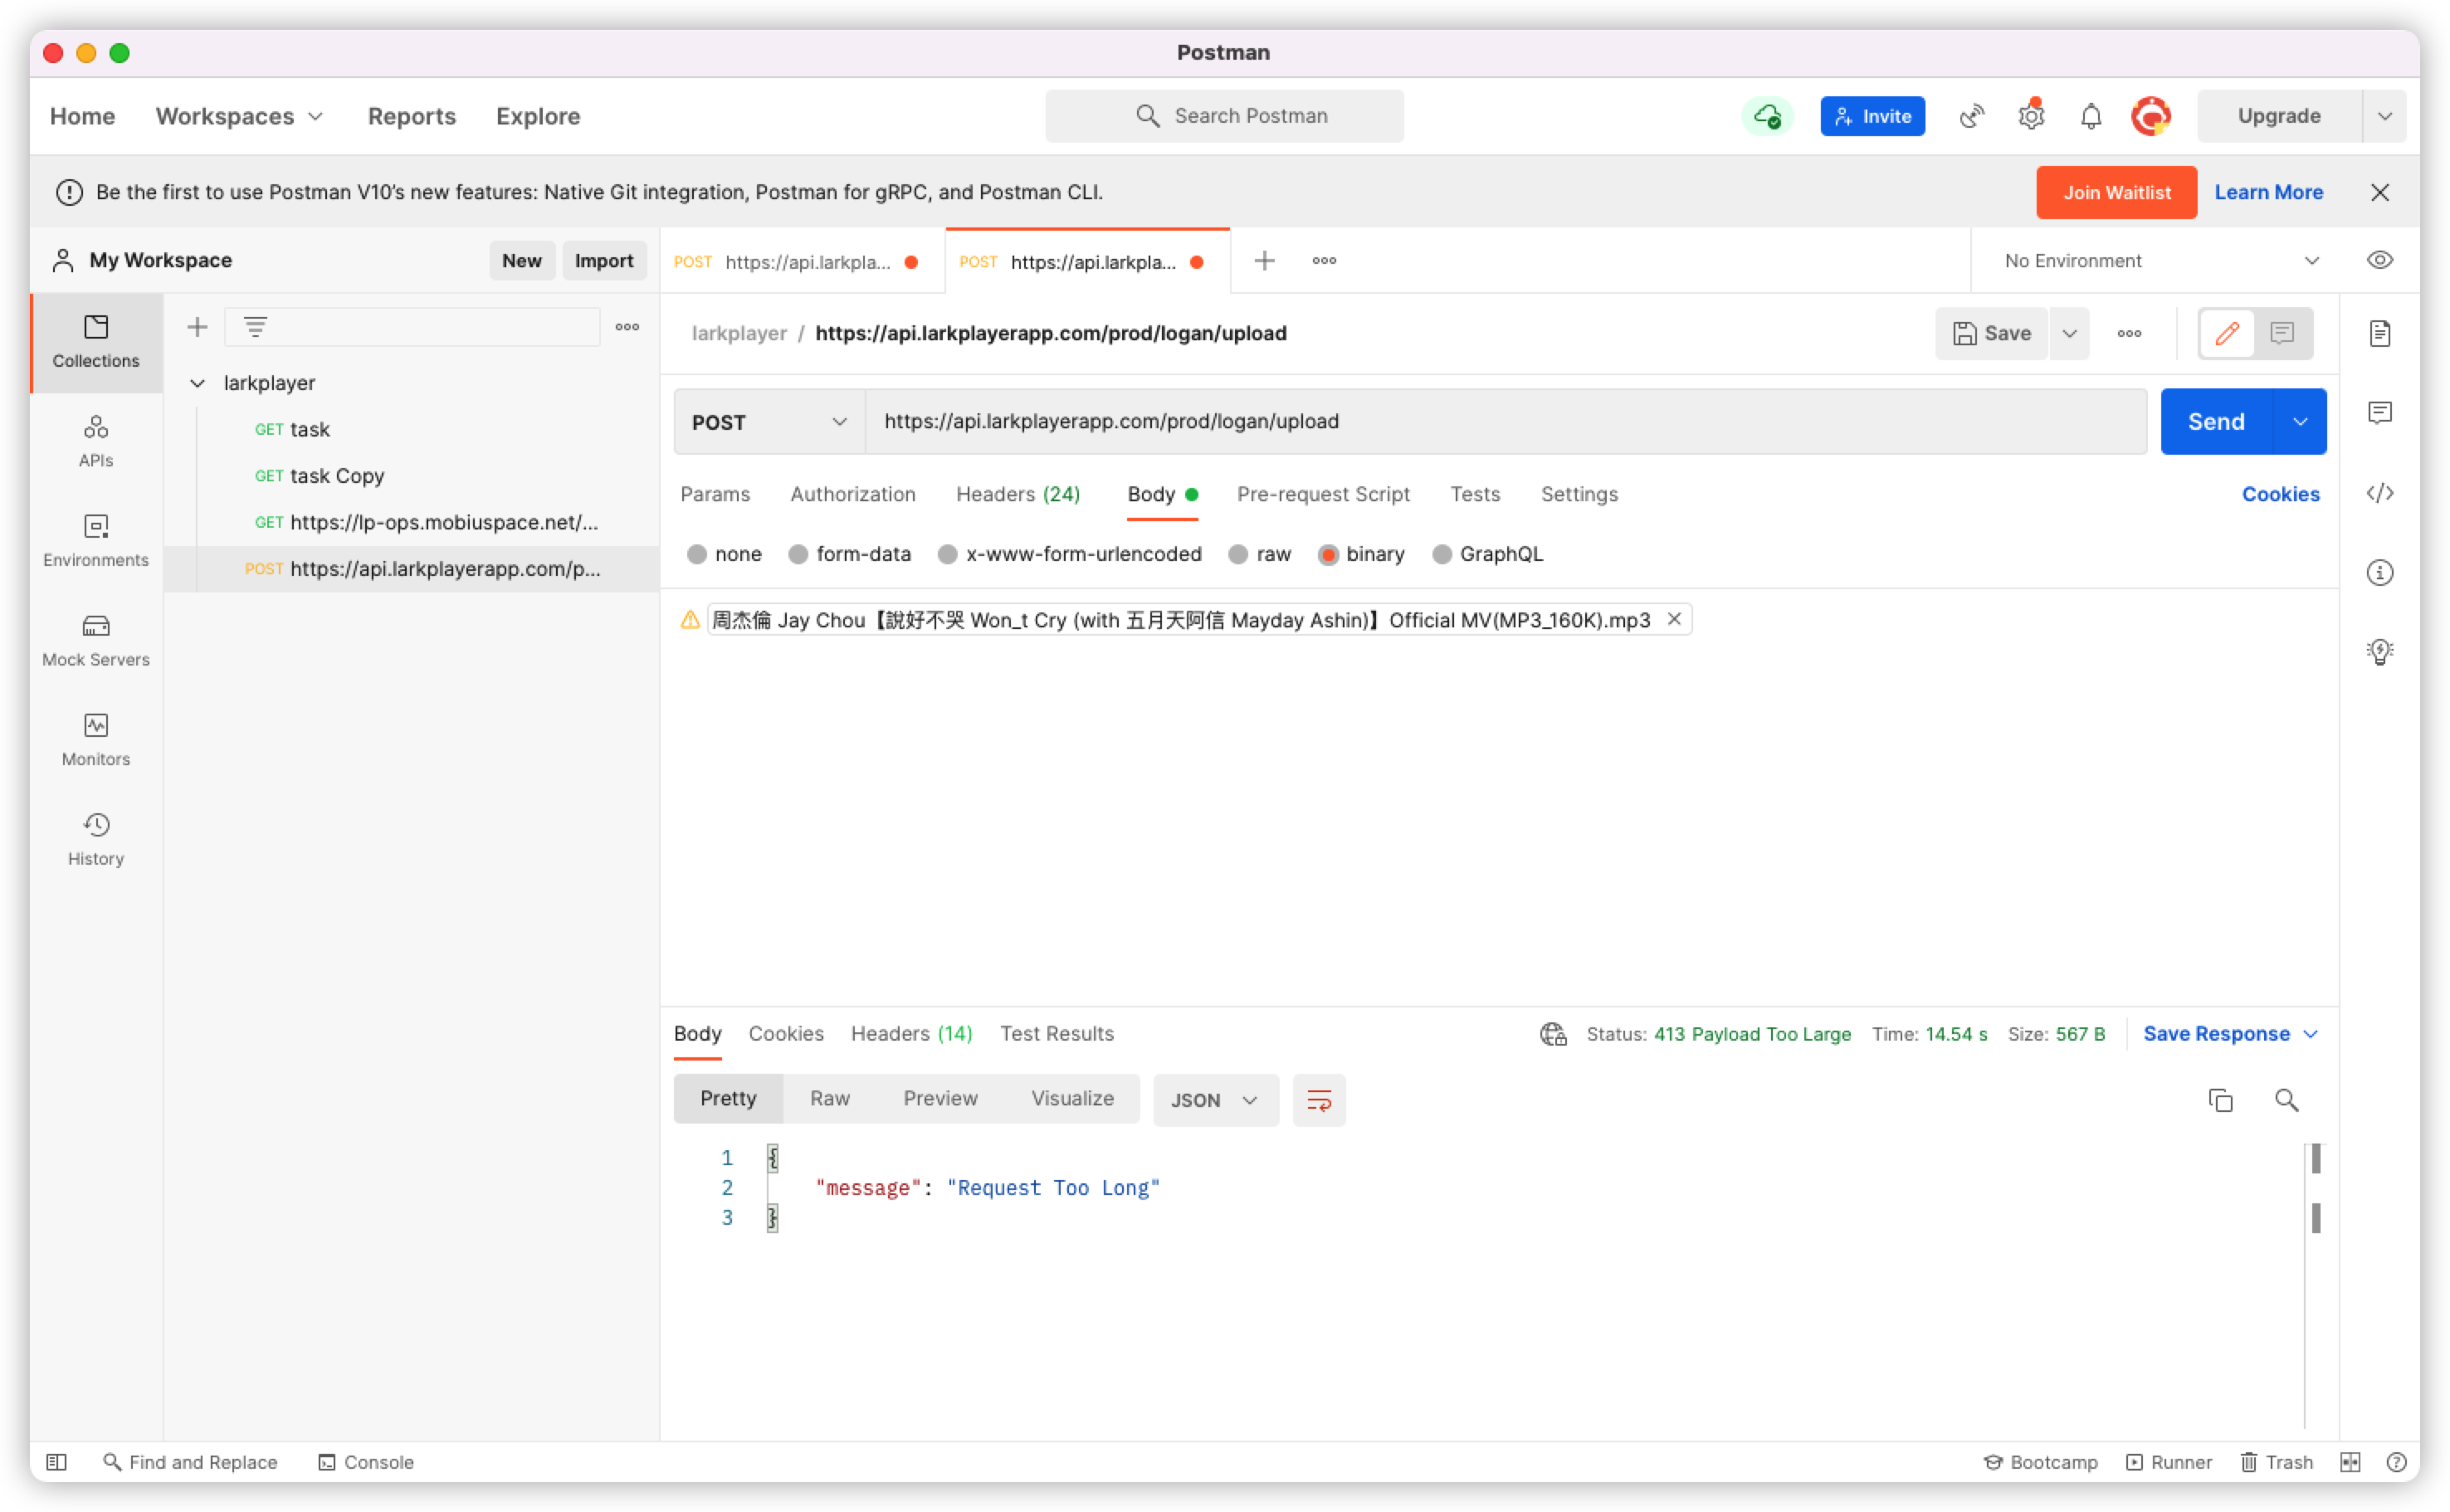 Postman
Home Workspaces Reports Explore Search Postman Invite Upgrade
Be the first to use Postman V10's new features: Native Git integration, Postman for gRPC, and Postman CLI. Join Waitlist Learn More
My Workspace New Import POST https://api.larkpla... POST https://api.larkpla... No Environment
Collections
APIs
Environments
Mock Servers
Monitors
History
larkplayer
GET task
GET task Copy
GET https://lp-ops.mobiuspace.net/...
POST https://api.larkplayerapp.com/p...
larkplayer / https://api.larkplayerapp.com/prod/logan/upload Save
POST https://api.larkplayerapp.com/prod/logan/upload Send
Params Authorization Headers (24) Body Pre-request Script Tests Settings Cookies
none form-data x-www-form-urlencoded raw binary GraphQL
周杰倫 Jay Chou【說好不哭 Won_t Cry (with 五月天阿信 Mayday Ashin)】Official MV(MP3_160K).mp3
Body Cookies Headers (14) Test Results Status: 413 Payload Too Large Time: 14.54 s Size: 567 B Save Response
Pretty Raw Preview Visualize JSON
1 {
2 "message": "Request Too Long"
3 }
Find and Replace Console Bootcamp Runner Trash